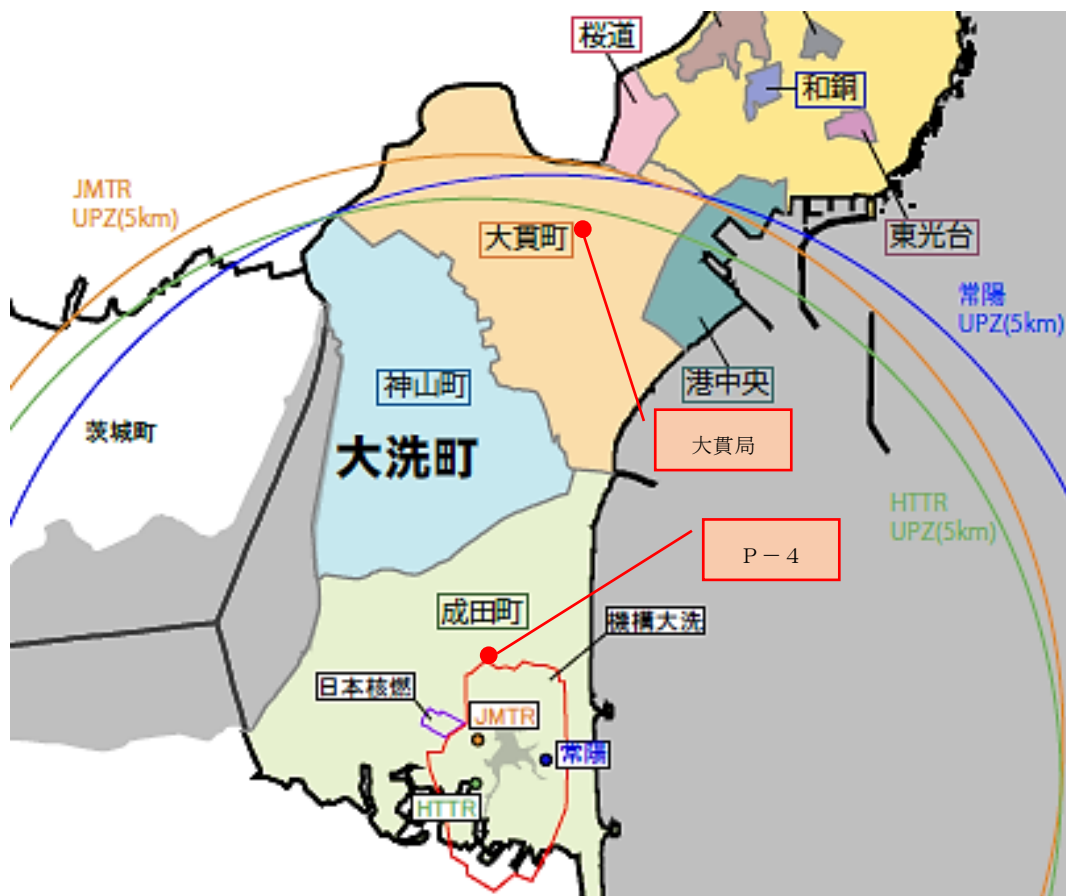 桜道
和銅
JMTR
UPZ(5km)
大貫町
東光台
常陽
UPZ(5km)
神山町
港中央
茨城町
大洗町
大貫局
HTTR
UPZ(5km)
P-4
成田町
機構大洗
日本核燃
JMTR
常陽
HTTR